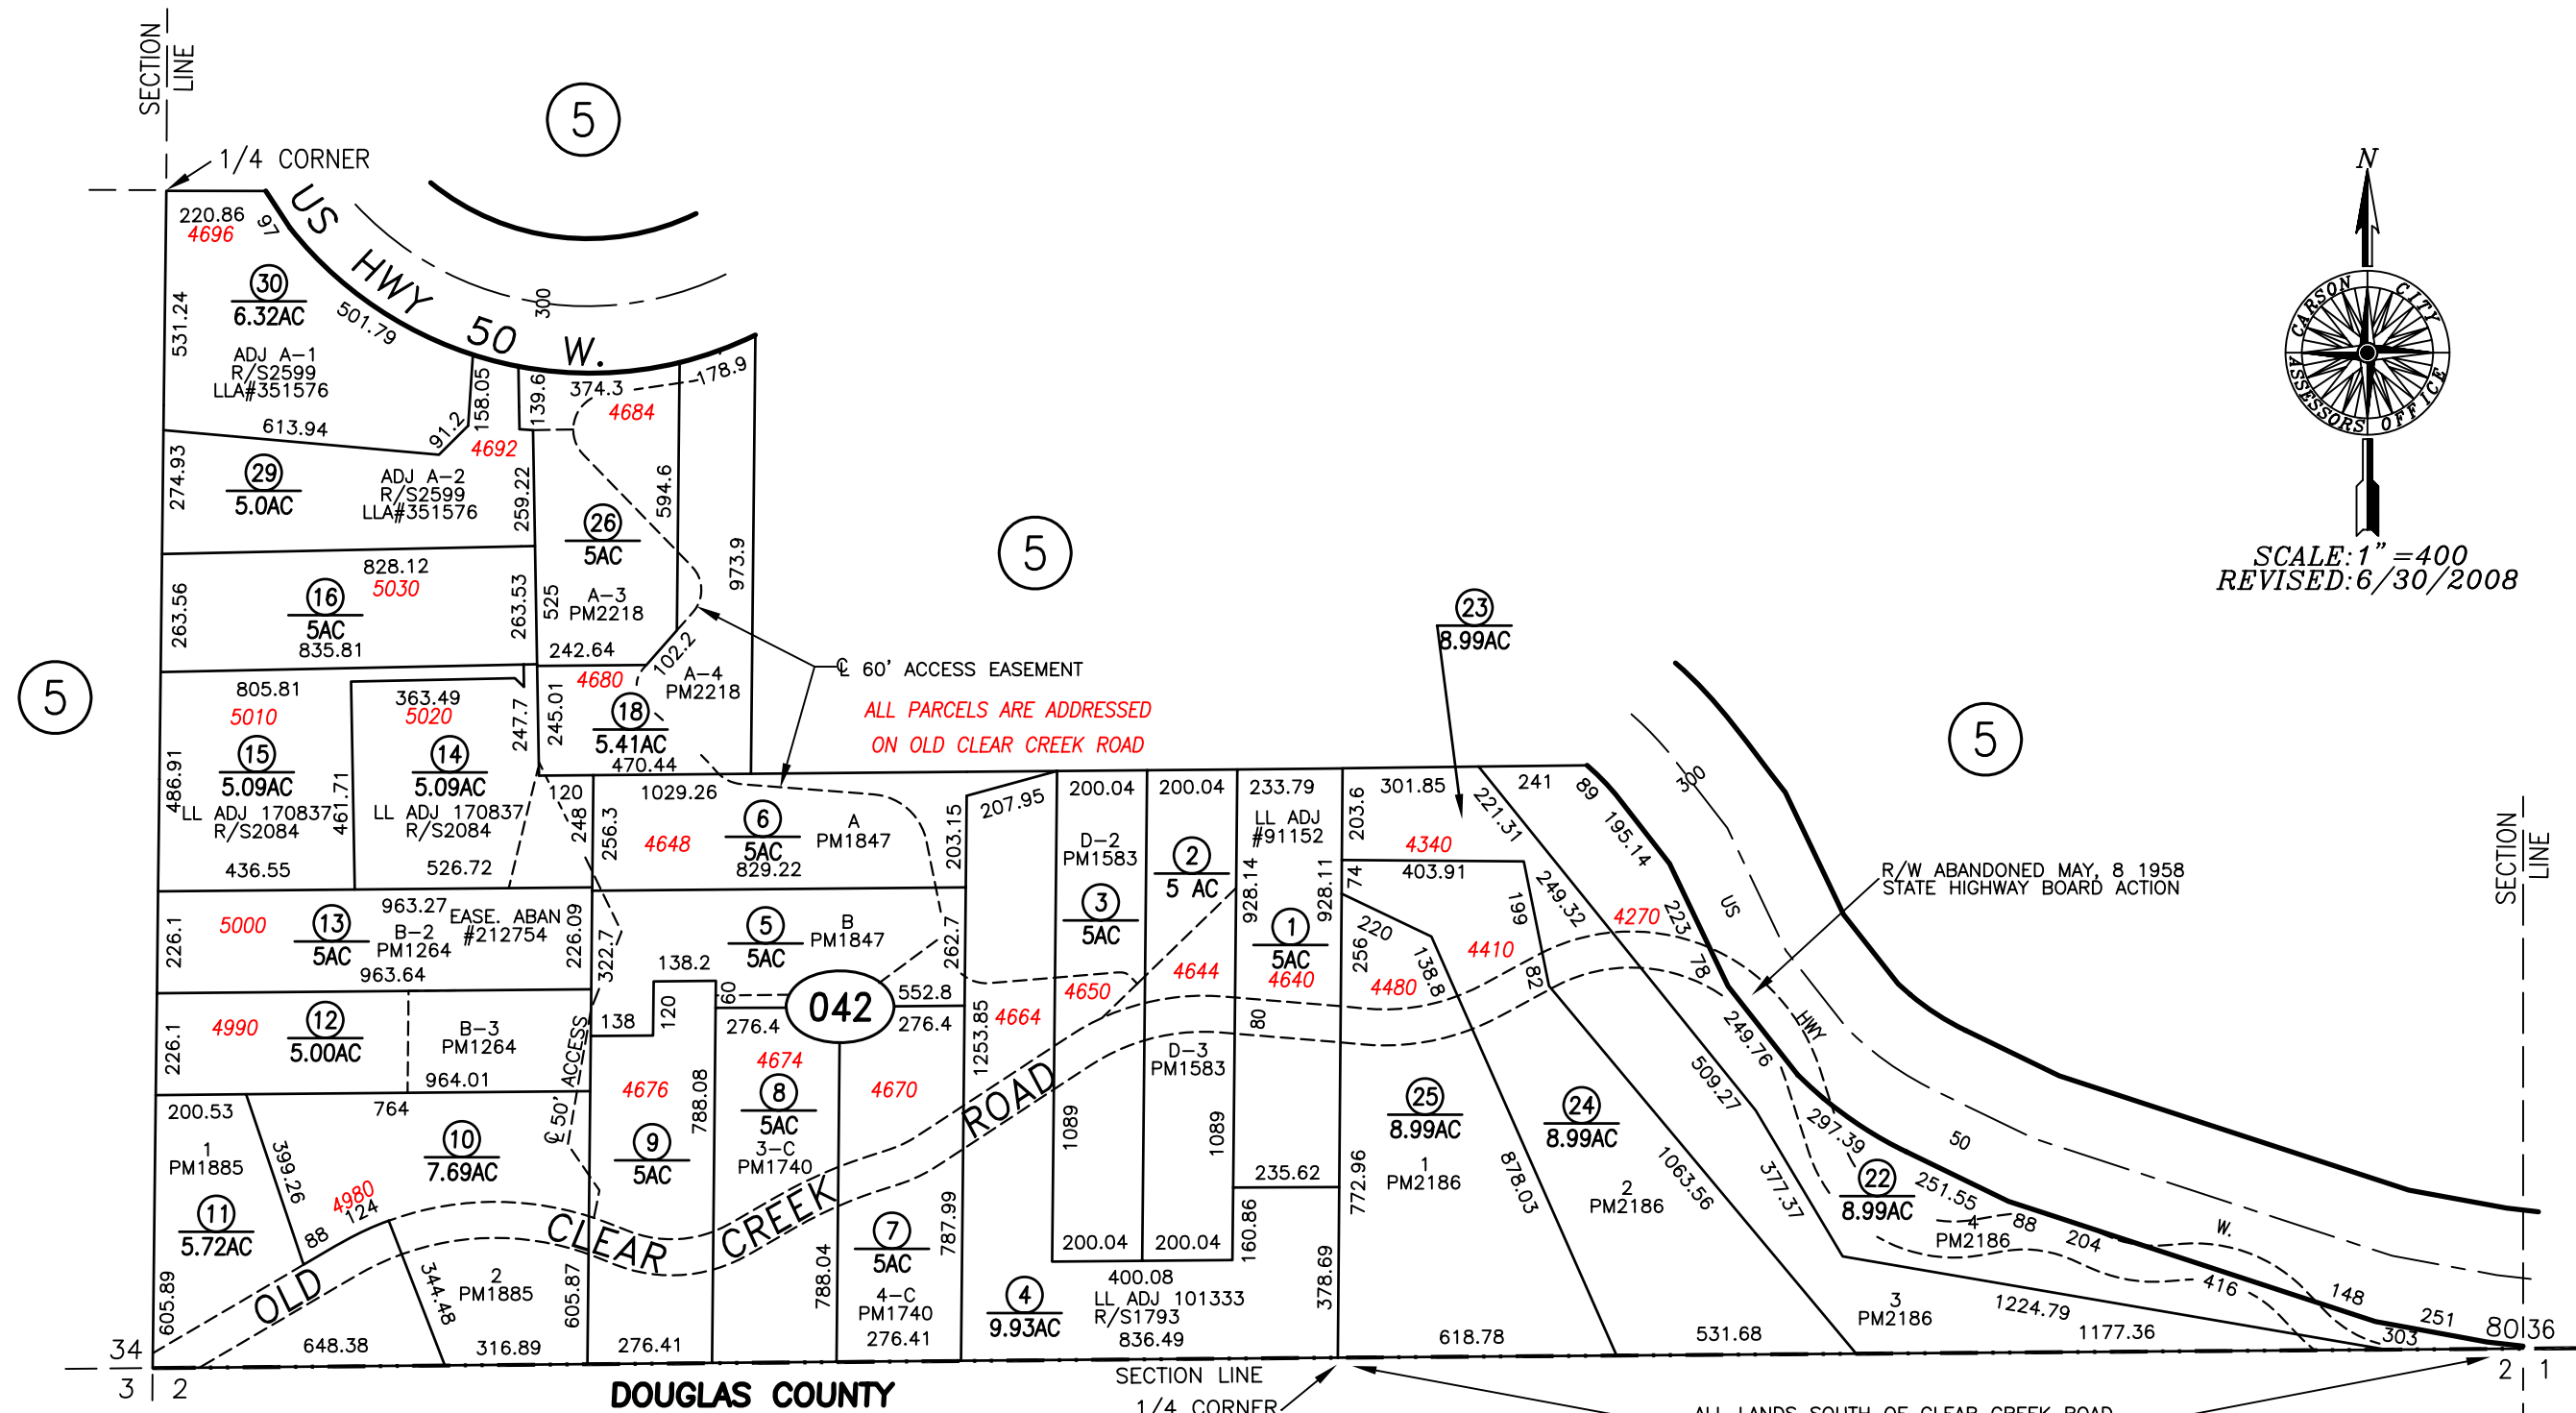 SECTION
LINE
5
1/4 CORNER
N
CARSON CITY
ASSESSORS OFFICE
SCALE:1"=400
REVISED:6/30/2008
US HWY 50 W.
300
220.86
4696
97
30
6.32AC
531.24
501.79
ADJ A-1
R/S2599
LLA#351576
613.94
91.2
158.05
139.6
374.3
178.9
4684
4692
274.93
29
5.0AC
ADJ A-2
R/S2599
LLA#351576
259.22
594.6
26
5AC
973.9
828.12
5030
16
5AC
835.81
263.56
263.53
525
A-3
PM2218
242.64
102.2
A-4
PM2218
℄ 60' ACCESS EASEMENT
ALL PARCELS ARE ADDRESSED
ON OLD CLEAR CREEK ROAD
5
5
5
23
8.99AC
805.81
5010
15
5.09AC
LL ADJ 170837
R/S2084
486.91
436.55
461.71
363.49
5020
14
5.09AC
LL ADJ 170837
R/S2084
526.72
247.7
245.01
4680
18
5.41AC
470.44
120
248
1029.26
256.3
4648
6
5AC
829.22
A
PM1847
203.15
207.95
200.04
200.04
233.79
LL ADJ
#91152
D-2
PM1583
2
5 AC
3
5AC
928.14
928.11
1
5AC
4640
203.6
301.85
4340
403.91
74
221.31
241
89
195.14
300
249.32
199
223
78
4270
4410
82
220
256
138.8
4480
US
HWY
50
W.
R/W ABANDONED MAY, 8 1958
STATE HIGHWAY BOARD ACTION
SECTION
LINE
963.27
EASE. ABAN
#212754
5000
13
5AC
B-2
PM1264
963.64
226.1
226.09
322.7
5
5AC
B
PM1847
262.7
138.2
60
120
138
042
552.8
276.4
276.4
4990
12
5.00AC
B-3
PM1264
964.01
226.1
℄ 50' ACCESS
4650
4644
4664
1253.85
80
D-3
PM1583
1089
1089
235.62
200.04
200.04
160.86
4676
9
5AC
788.08
4674
8
5AC
3-C
PM1740
4670
7
5AC
4-C
PM1740
276.41
788.04
787.99
200.53
764
1
PM1885
11
5.72AC
399.26
10
7.69AC
4980
124
88
605.89
344.48
2
PM1885
605.87
648.38
316.89
276.41
OLD CLEAR CREEK ROAD
4
9.93AC
400.08
LL ADJ 101333
R/S1793
836.49
378.69
25
8.99AC
1
PM2186
772.96
878.03
618.78
24
8.99AC
2
PM2186
1063.56
531.68
509.27
377.37
249.76
297.39
22
8.99AC
4
PM2186
251.55
88
204
416
148
251
303
3
PM2186
1224.79
1177.36
80
36
34
3
2
2
1
DOUGLAS COUNTY
SECTION LINE
1/4 CORNER
ALL LANDS SOUTH OF CLEAR CREEK ROAD